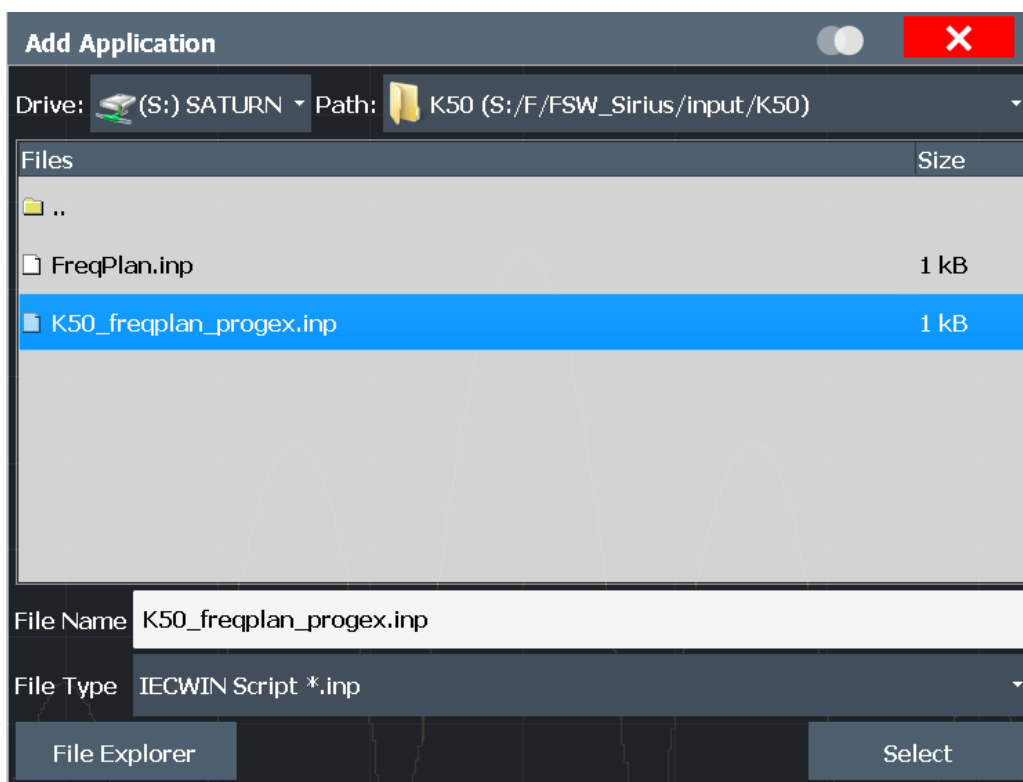 Add Application
Drive: (S:) SATURN Path: K50 (S:/F/FSW_Sirius/input/K50)
Files Size
..
FreqPlan.inp 1 kB
K50_freqplan_progex.inp 1 kB
File Name K50_freqplan_progex.inp
File Type IECWIN Script *.inp
File Explorer Select